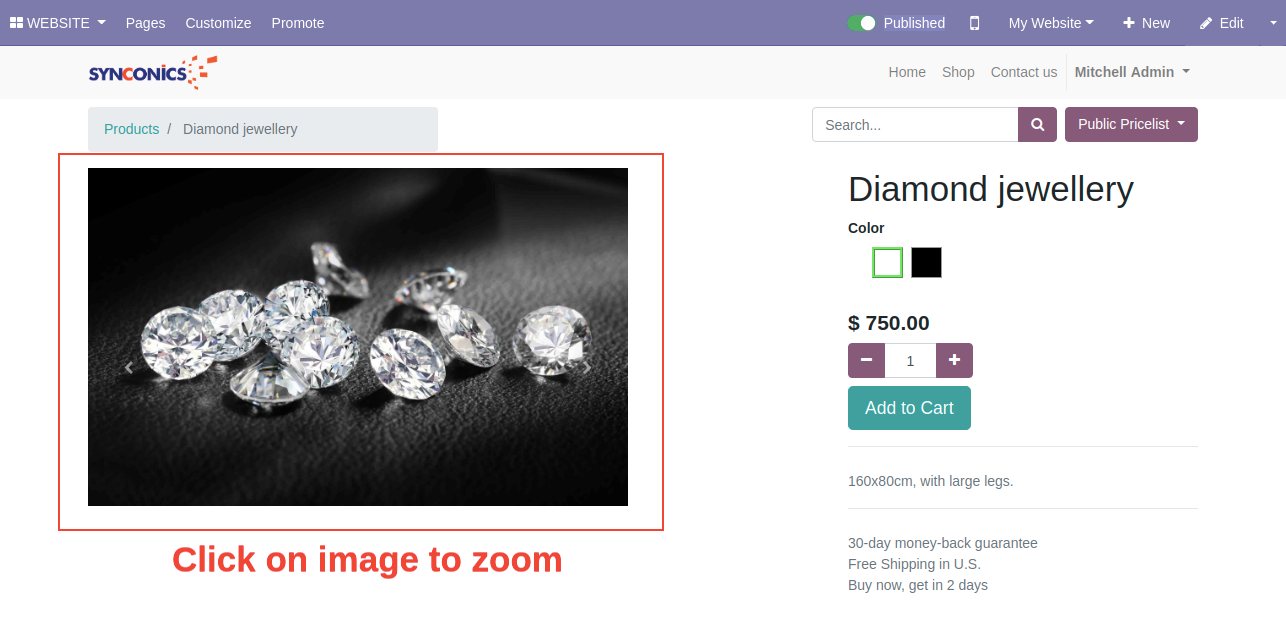 WEBSITE Pages Customize Promote Published My Website New Edit
SYNCONICS Home Shop Contact us Mitchell Admin
Products / Diamond jewellery Search... Public Pricelist
Diamond jewellery
Color
$ 750.00
1
Add to Cart
160x80cm, with large legs.
30-day money-back guarantee
Free Shipping in U.S.
Buy now, get in 2 days
Click on image to zoom